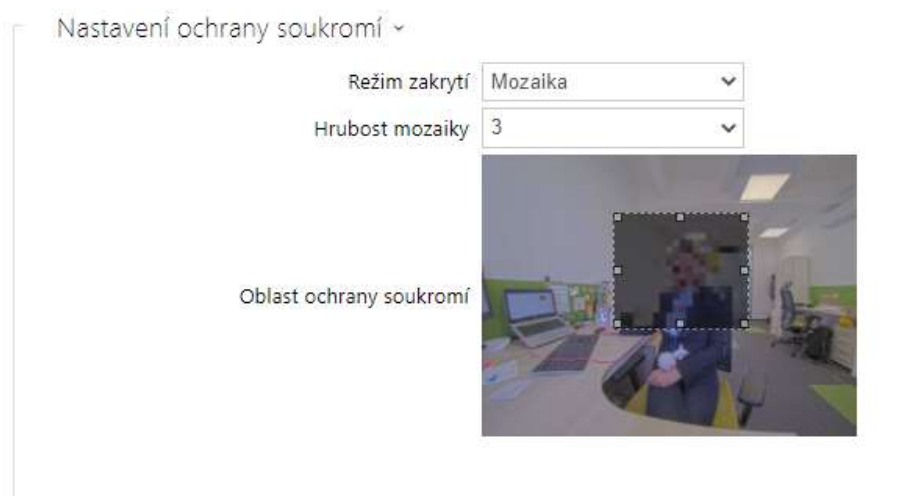 Nastavení ochrany soukromí
Režim zakrytí Mozaika
Hrubost mozaiky 3
Oblast ochrany soukromí